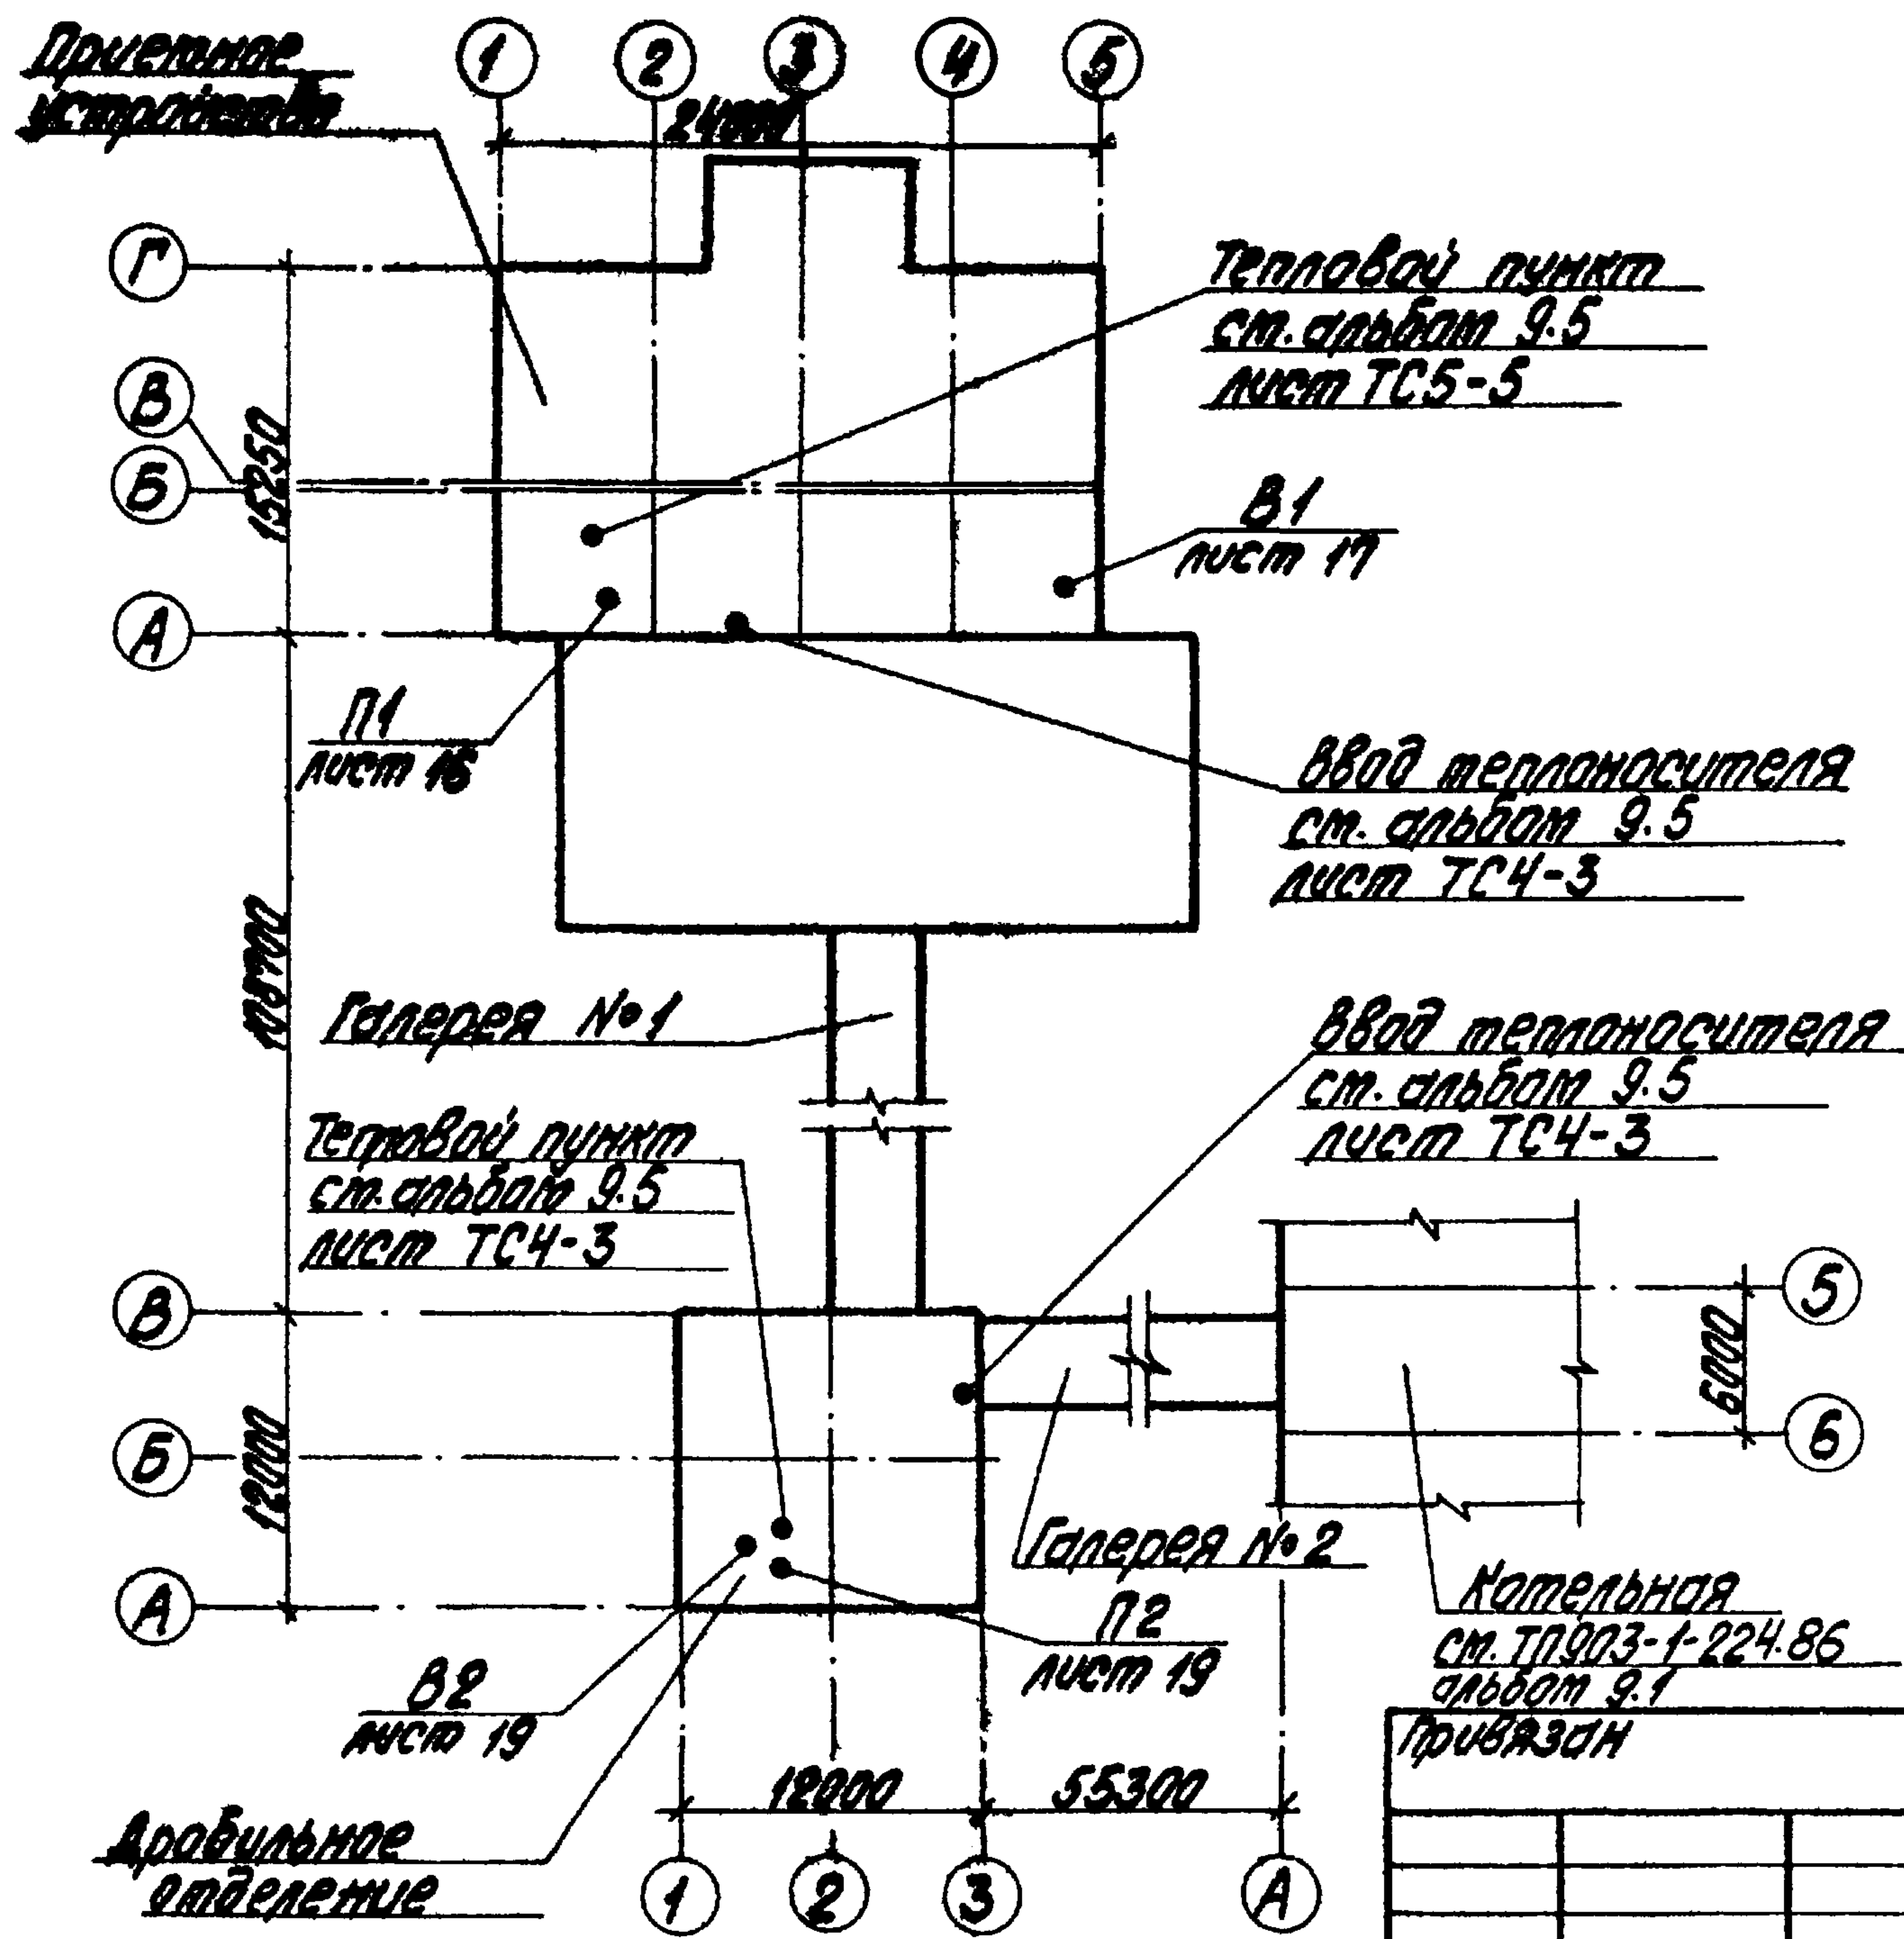 Приемное
устройство
1 2 3 4 5
24000
Г
В
Б
А
15250
Тепловой пункт
см. альбом 9.5
лист ТС5-5
В1
лист 17
П1
лист 16
Ввод теплоносителя
см. альбом 9.5
лист ТС4-3
Галерея №1
Ввод теплоносителя
см. альбом 9.5
лист ТС4-3
Тепловой пункт
см. альбом 9.5
лист ТС4-3
В
Б
А
12000
5
6
6000
Галерея №2
Котельная
см. ТП903-1-224.86
альбом 9.1
Привязан
П2
лист 19
В2
лист 19
Дробильное
отделение
12000 55300
1 2 3 А